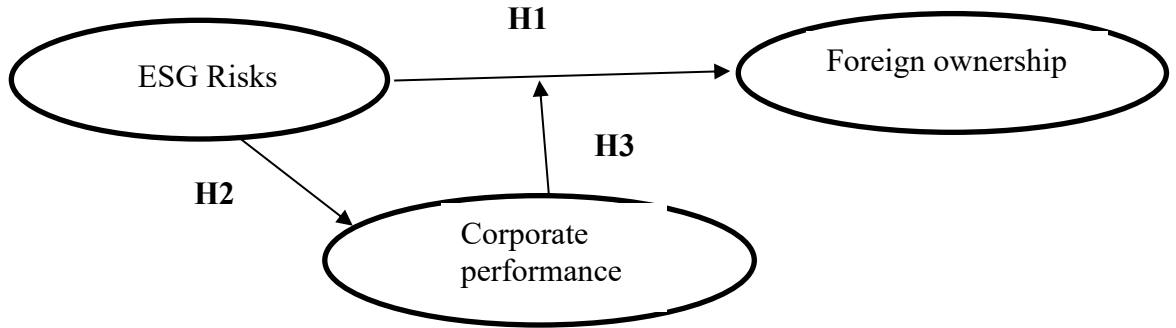 H1
ESG Risks
Foreign ownership
H3
H2
Corporate
performance